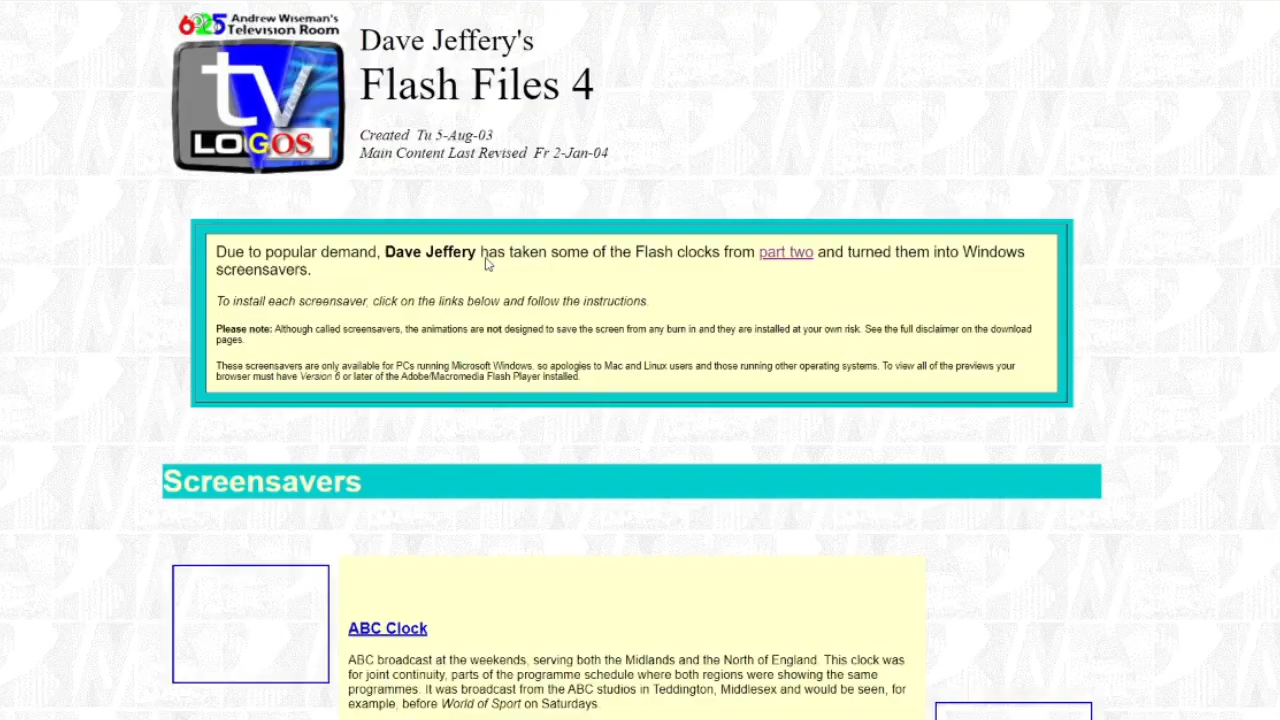 625 Andrew Wiseman's
Television Room
tv
LOGOS
Dave Jeffery's
Flash Files 4
Created Tu 5-Aug-03
Main Content Last Revised Fr 2-Jan-04
Due to popular demand, Dave Jeffery has taken some of the Flash clocks from part two and turned them into Windows
screensavers.
To install each screensaver, click on the links below and follow the instructions.
Please note: Although called screensavers, the animations are not designed to save the screen from any burn in and they are installed at your own risk. See the full disclaimer on the download
pages.
These screensavers are only available for PCs running Microsoft Windows, so apologies to Mac and Linux users and those running other operating systems. To view all of the previews your
browser must have Version 6 or later of the Adobe/Macromedia Flash Player installed.
Screensavers
ABC Clock
ABC broadcast at the weekends, serving both the Midlands and the North of England. This clock was
for joint continuity, parts of the programme schedule where both regions were showing the same
programmes. It was broadcast from the ABC studios in Teddington, Middlesex and would be seen, for
example, before World of Sport on Saturdays.